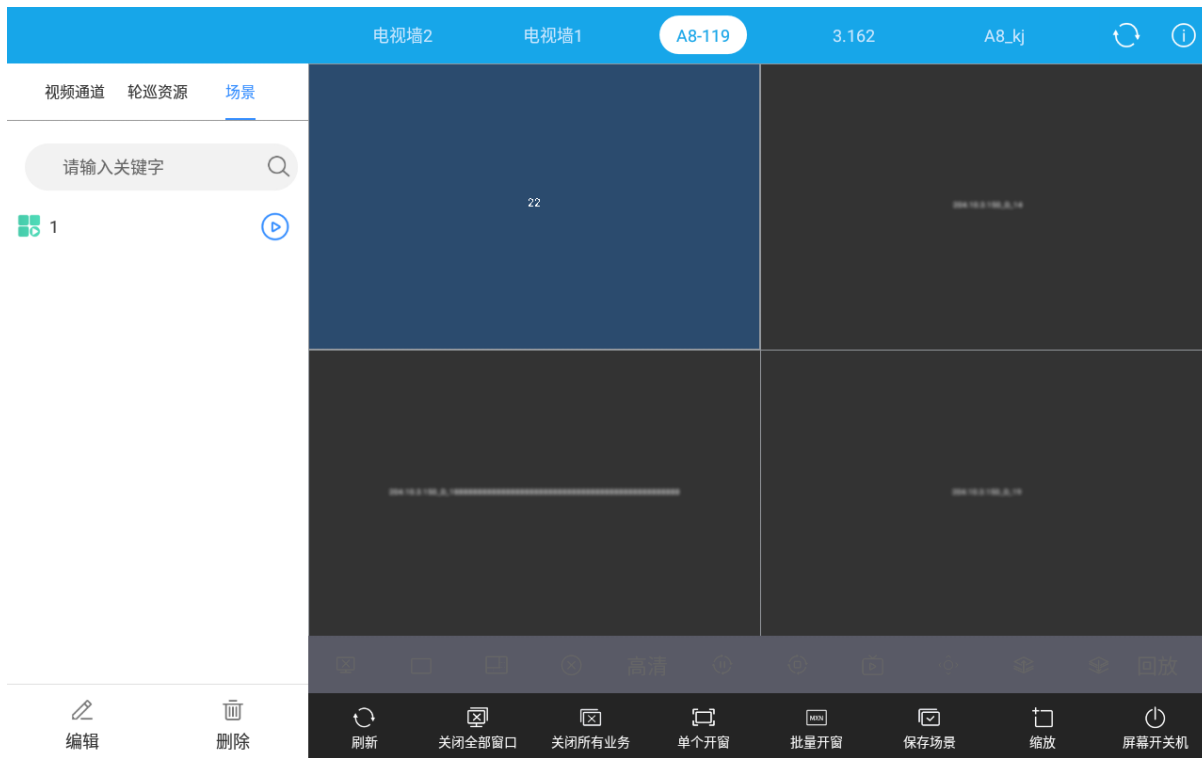 电视墙2 电视墙1 A8-119 3.162 A8_kj
视频通道 轮巡资源 场景
请输入关键字
1
22
高清 回放
编辑 删除
刷新 关闭全部窗口 关闭所有业务 单个开窗 MXN 批量开窗 保存场景 缩放 屏幕开关机